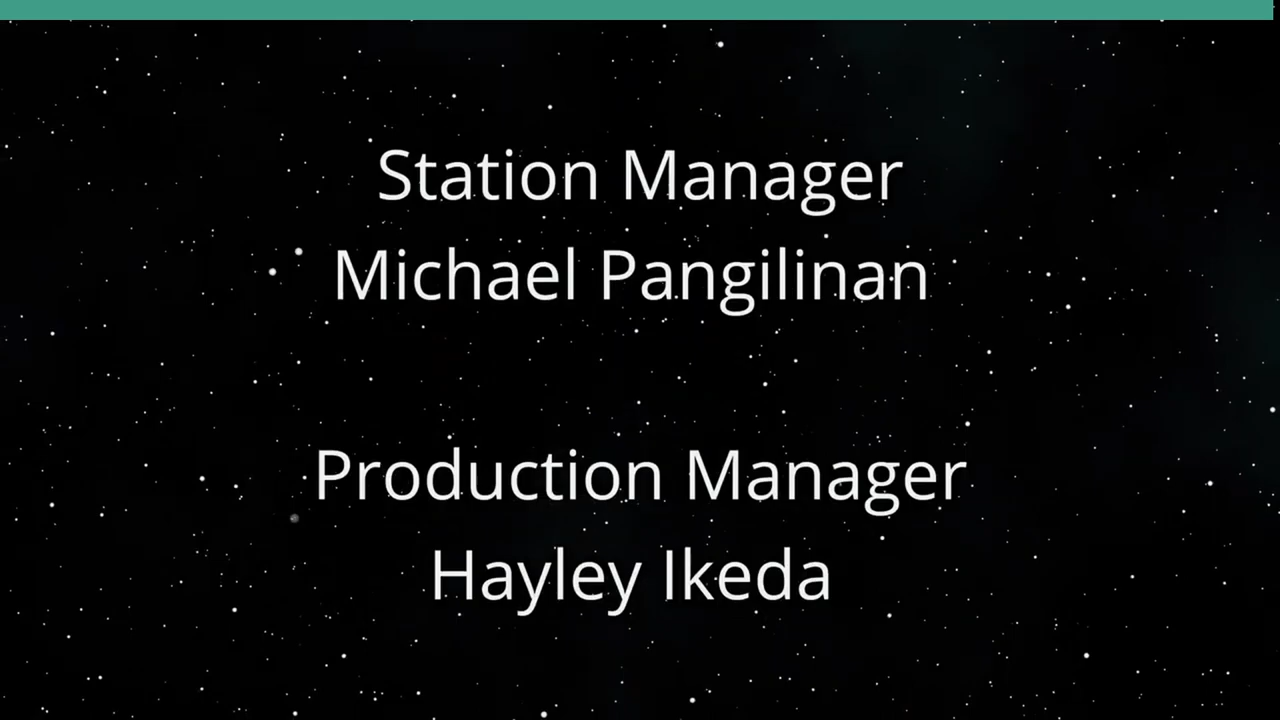 Station Manager
Michael Pangilinan
Production Manager
Hayley Ikeda